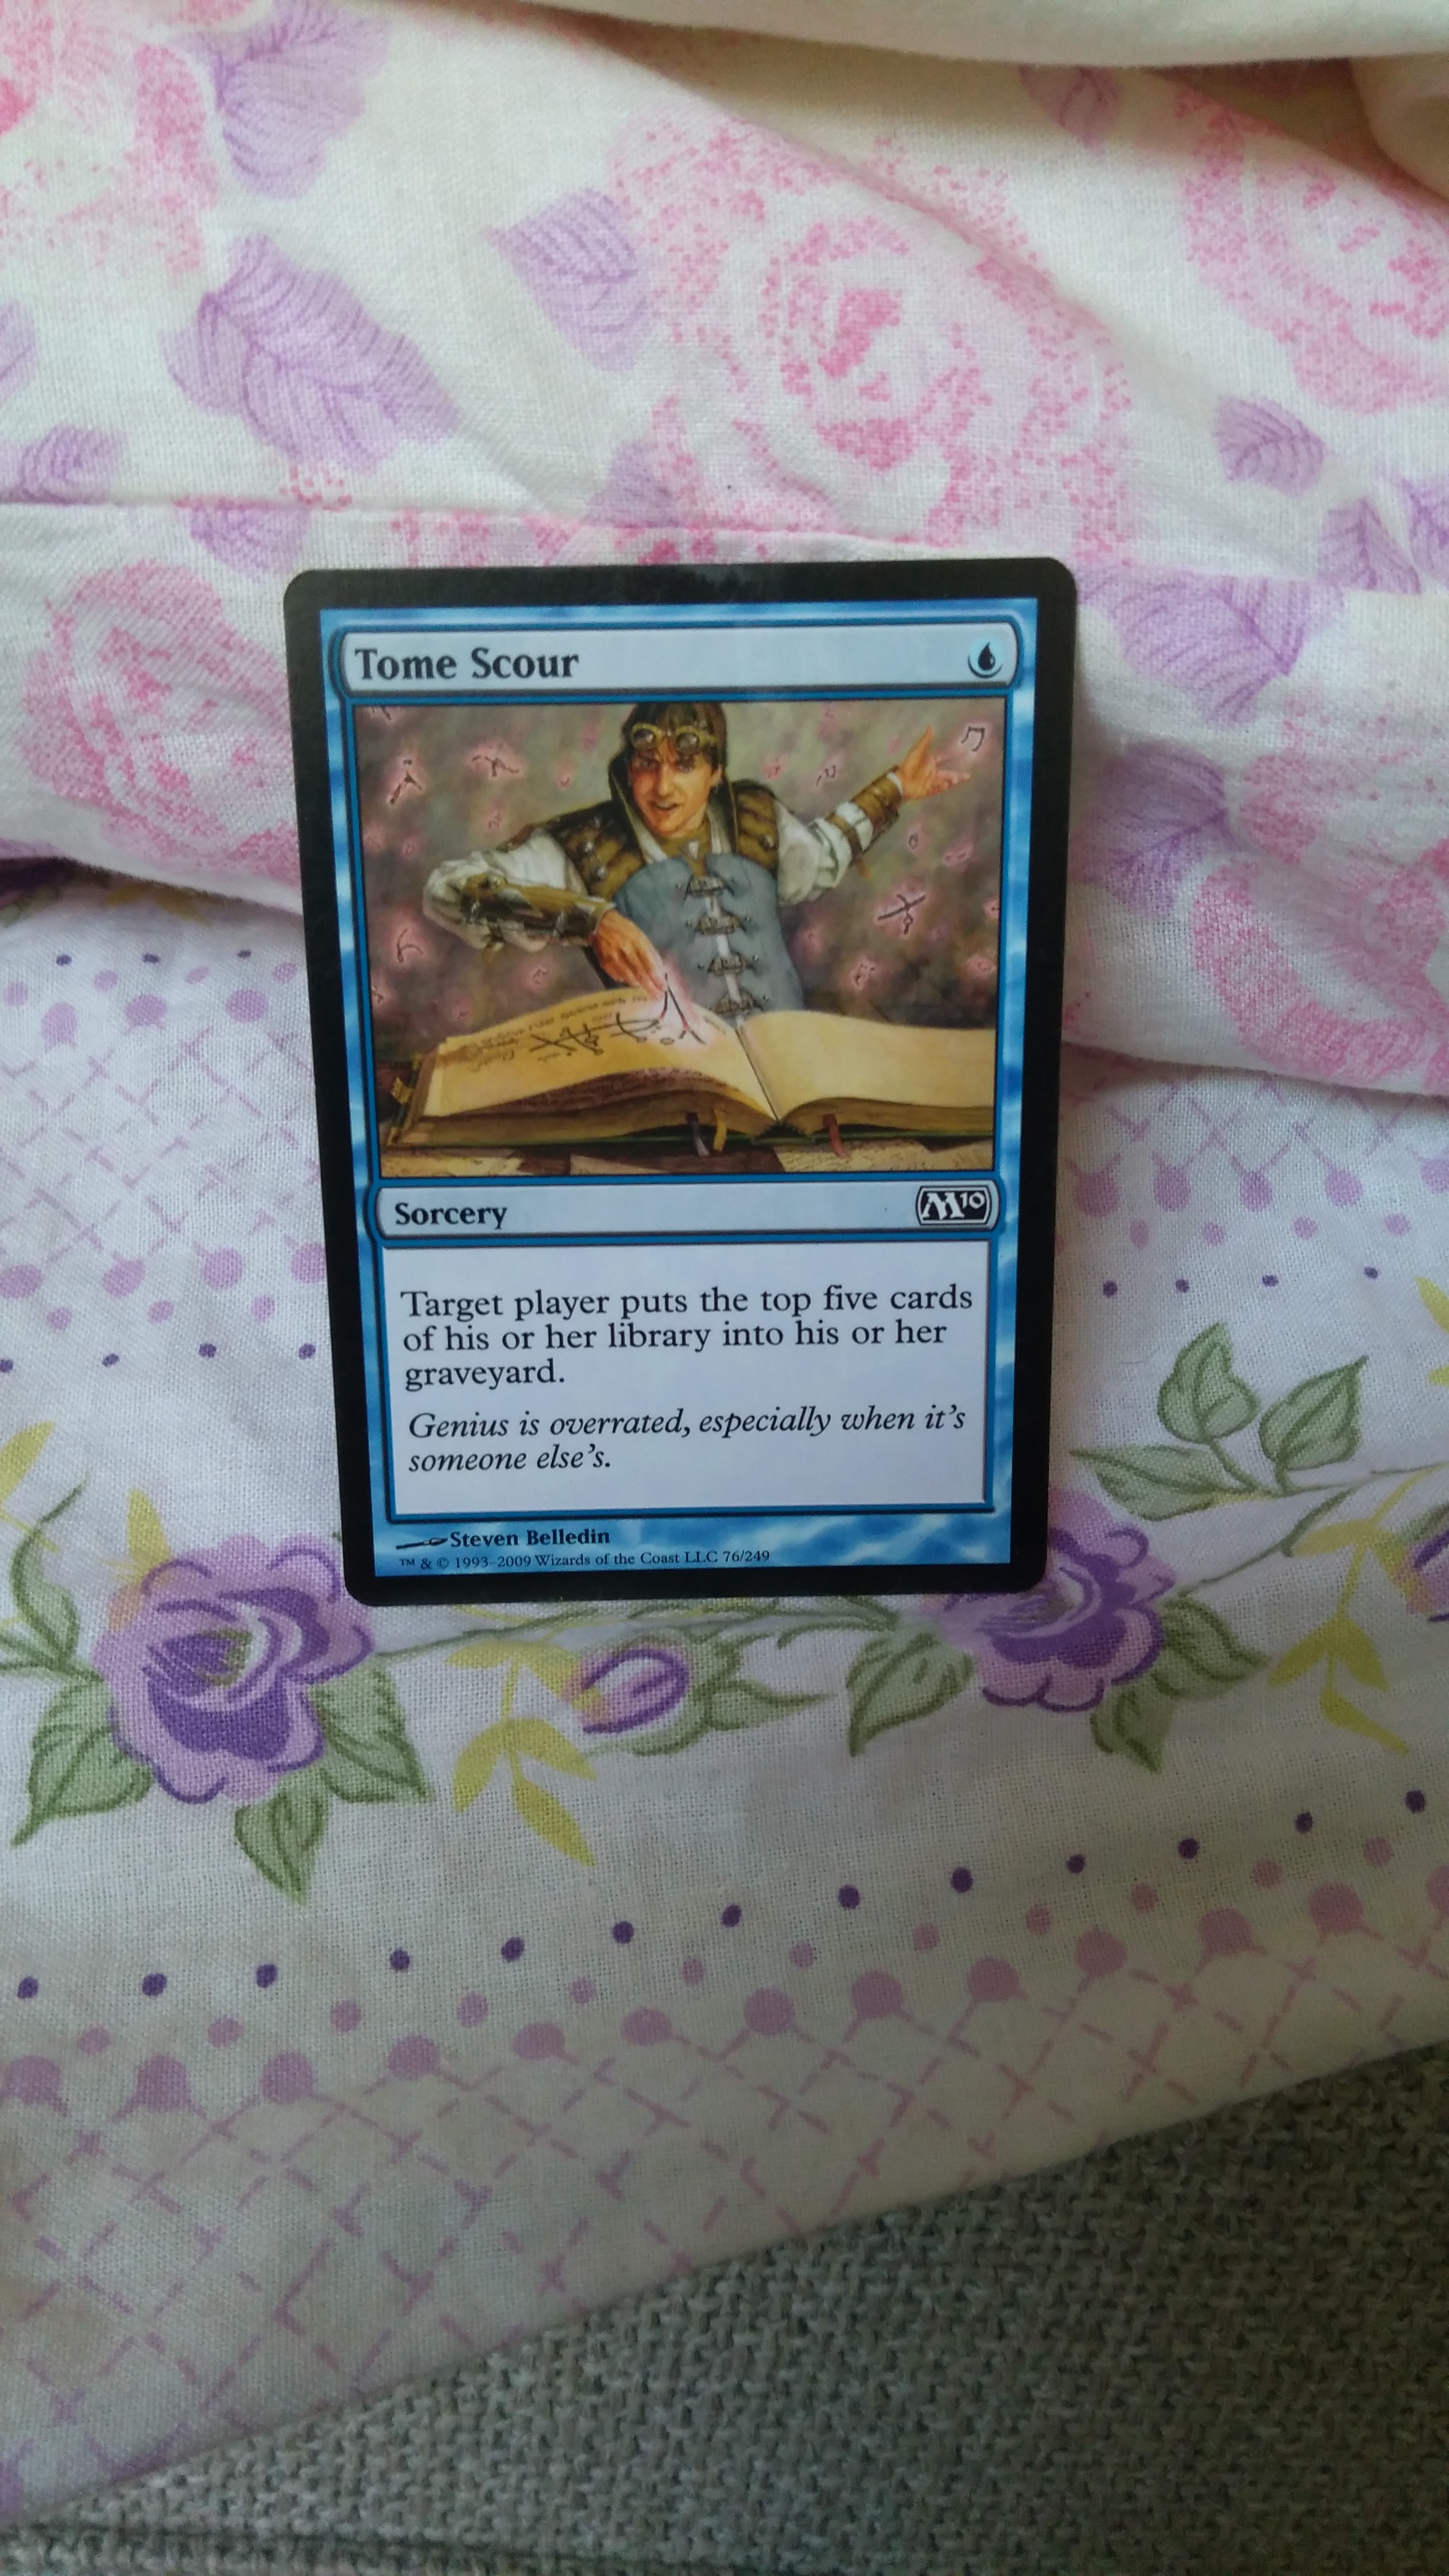 Tome Scour
Sorcery
M10
Target player puts the top five cards
of his or her library into his or her
graveyard.
Genius is overrated, especially when it's
someone else's.
Steven Belledin
™ & © 1993–2009 Wizards of the Coast LLC 76/249